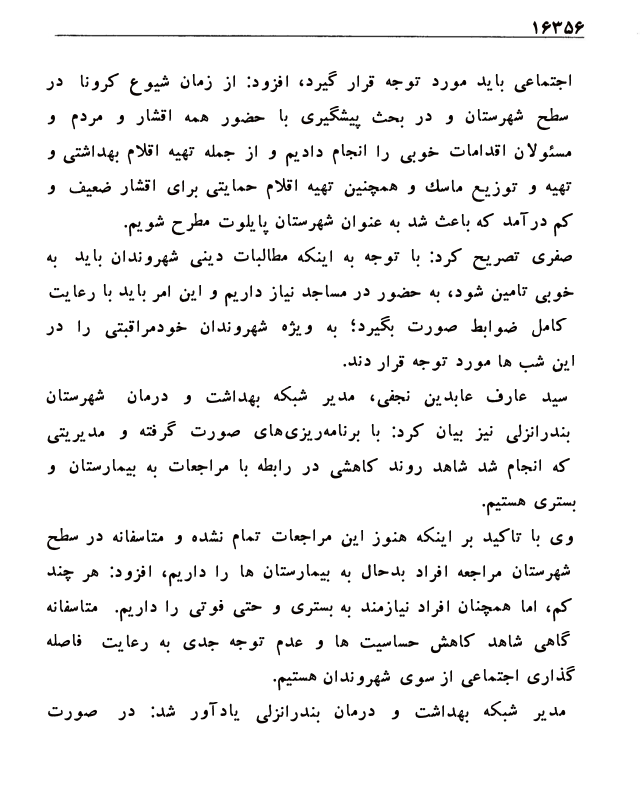 ۱۶۳۵۶
اجتماعی باید مورد توجه قرار گیرد، افزود: از زمان شیوع کرونا در
سطح شهرستان و در بحث پیشگیری با حضور همه اقشار و مردم و
مسئولان اقدامات خوبی را انجام دادیم و از جمله تهیه اقلام بهداشتی و
تهیه و توزیع ماسک و همچنین تهیه اقلام حمایتی برای اقشار ضعیف و
کم درآمد که باعث شد به عنوان شهرستان پایلوت مطرح شویم.
صفری تصریح کرد: با توجه به اینکه مطالبات دینی شهروندان باید به
خوبی تامین شود، به حضور در مساجد نیاز داریم و این امر باید با رعایت
کامل ضوابط صورت بگیرد؛ به ویژه شهروندان خودمراقبتی را در
این شب ها مورد توجه قرار دند.
سید عارف عابدین نجفی، مدیر شبکه بهداشت و درمان شهرستان
بندرانزلی نیز بیان کرد: با برنامه‌ریزی‌های صورت گرفته و مدیریتی
که انجام شد شاهد روند کاهشی در رابطه با مراجعات به بیمارستان و
بستری هستیم.
وی با تاکید بر اینکه هنوز این مراجعات تمام نشده و متاسفانه در سطح
شهرستان مراجعه افراد بدحال به بیمارستان ها را داریم، افزود: هر چند
کم، اما همچنان افراد نیازمند به بستری و حتی فوتی را داریم. متاسفانه
گاهی شاهد کاهش حساسیت ها و عدم توجه جدی به رعایت فاصله
گذاری اجتماعی از سوی شهروندان هستیم.
مدیر شبکه بهداشت و درمان بندرانزلی یادآور شد: در صورت